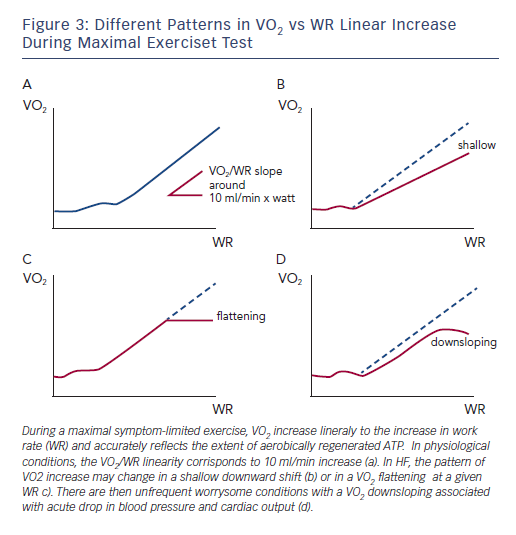 Figure 3: Different Patterns in VO2 vs WR Linear Increase
During Maximal Exerciset Test
A
VO2
VO2/WR slope
around
10 ml/min x watt
WR
B
VO2
shallow
WR
C
VO2
flattening
WR
D
VO2
downsloping
WR
During a maximal symptom-limited exercise, VO2 increase lineraly to the increase in work
rate (WR) and accurately reflects the extent of aerobically regenerated ATP. In physiological
conditions, the VO2/WR linearity corrisponds to 10 ml/min increase (a). In HF, the pattern of
VO2 increase may change in a shallow downward shift (b) or in a VO2 flattening at a given
WR c). There are then unfrequent worrysome conditions with a VO2 downsloping associated
with acute drop in blood pressure and cardiac output (d).